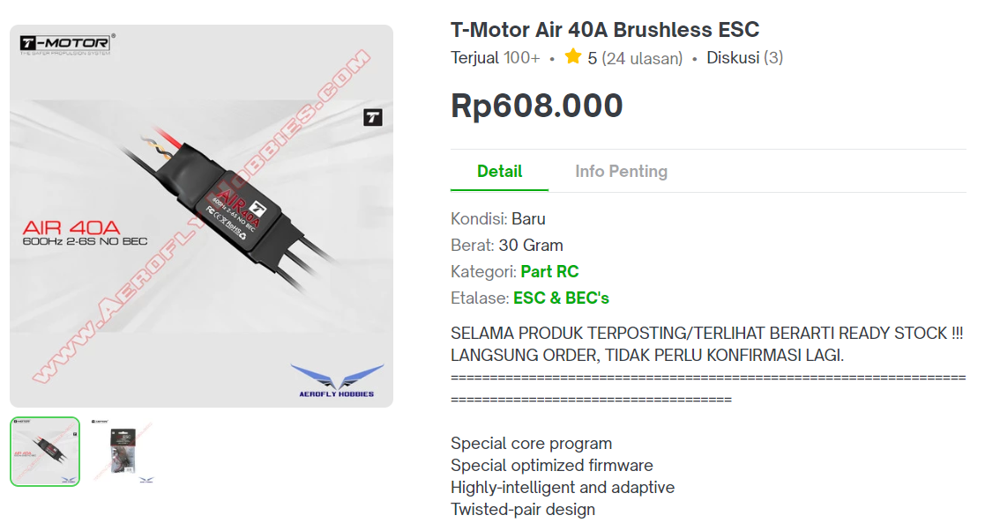 T-Motor Air 40A Brushless ESC
Terjual 100+ • 5 (24 ulasan) • Diskusi (3)
Rp608.000
Detail Info Penting
Kondisi: Baru
Berat: 30 Gram
Kategori: Part RC
Etalase: ESC & BEC's
SELAMA PRODUK TERPOSTING/TERLIHAT BERARTI READY STOCK !!!
LANGSUNG ORDER, TIDAK PERLU KONFIRMASI LAGI.
Special core program
Special optimized firmware
Highly-intelligent and adaptive
Twisted-pair design
T-MOTOR®
THE SAFER PROPULSION SYSTEM
T
WWW.AEROFLYHOBBIES.COM
AIR 40A
600Hz 2-6S NO BEC
AIR 40A
600Hz 2-6S NO BEC
FC CE RoHS
AEROFLY HOBBIES